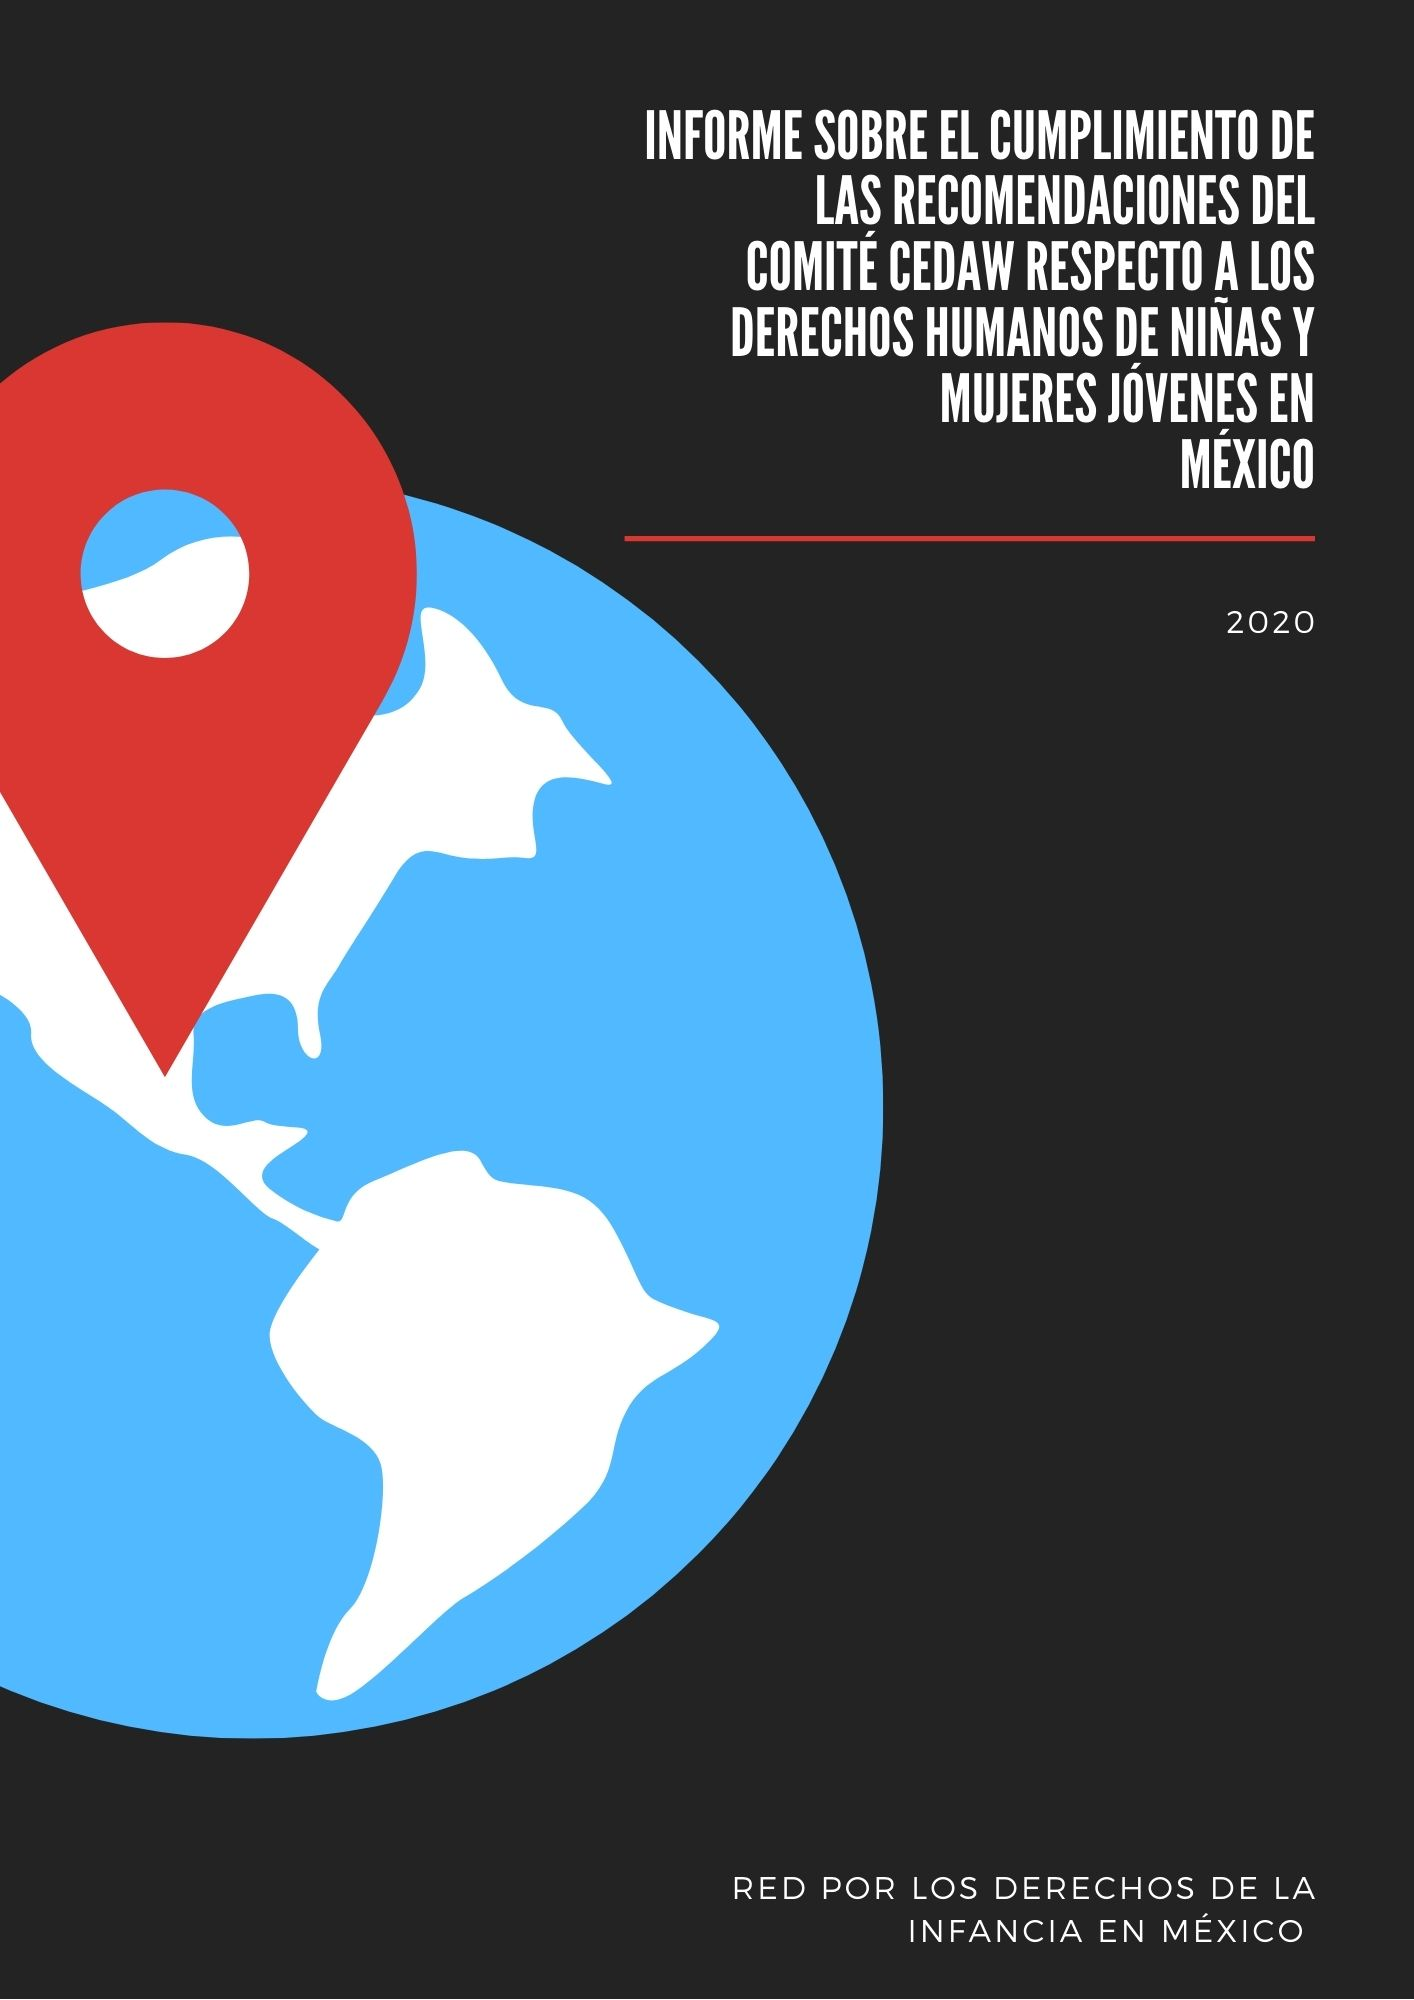 INFORME SOBRE EL CUMPLIMIENTO DE
LAS RECOMENDACIONES DEL
COMITÉ CEDAW RESPECTO A LOS
DERECHOS HUMANOS DE NIÑAS Y
MUJERES JÓVENES EN
MÉXICO
2020
RED POR LOS DERECHOS DE LA
INFANCIA EN MÉXICO